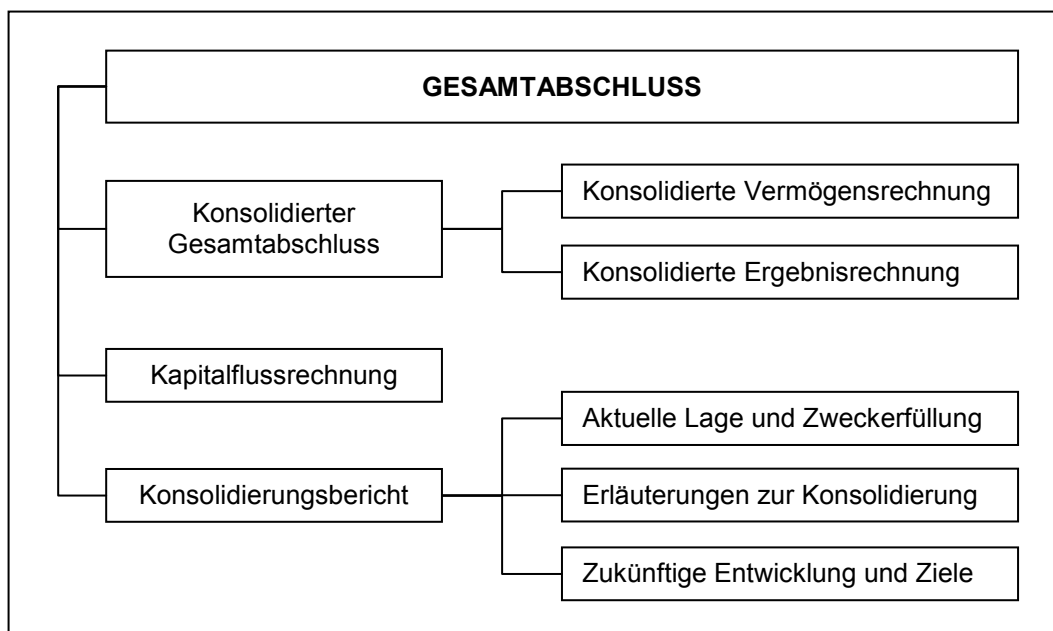 GESAMTABSCHLUSS
Konsolidierter
Gesamtabschluss
Konsolidierte Vermögensrechnung
Konsolidierte Ergebnisrechnung
Kapitalflussrechnung
Konsolidierungsbericht
Aktuelle Lage und Zweckerfüllung
Erläuterungen zur Konsolidierung
Zukünftige Entwicklung und Ziele